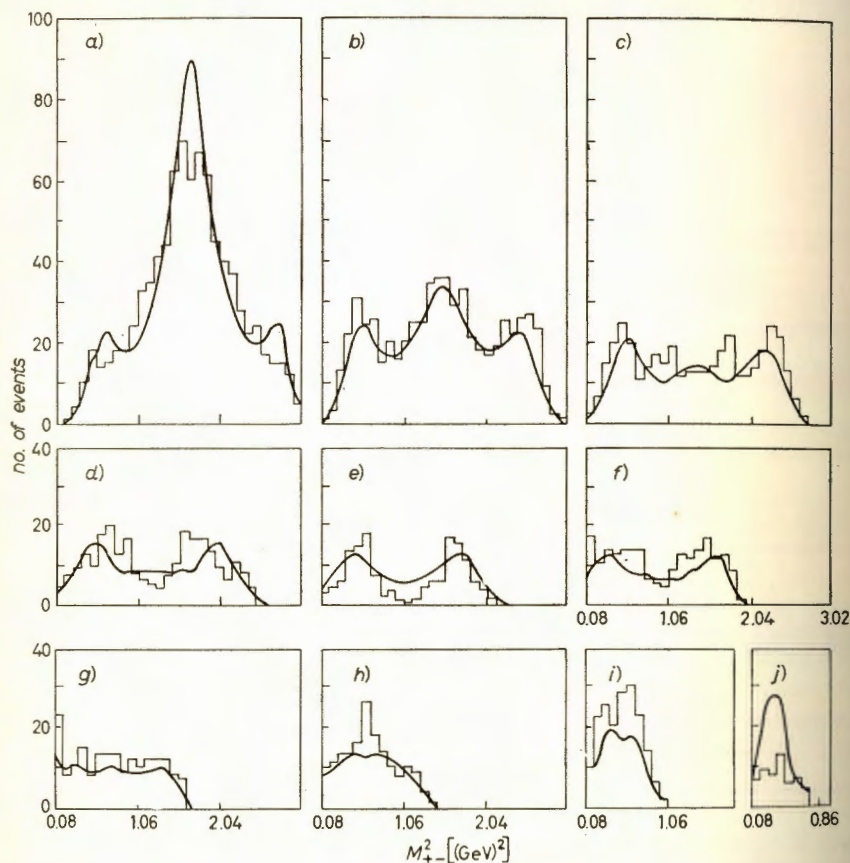 100
80
60
40
20
0
a)
b)
c)
no. of events
40
20
0
d)
e)
f)
0.08 1.06 2.04 3.02
40
20
0
g)
h)
i)
j)
0.08 1.06 2.04
0.08 1.06 2.04
0.08 1.06
0.08 0.86
M²₊₋[(GeV)²]